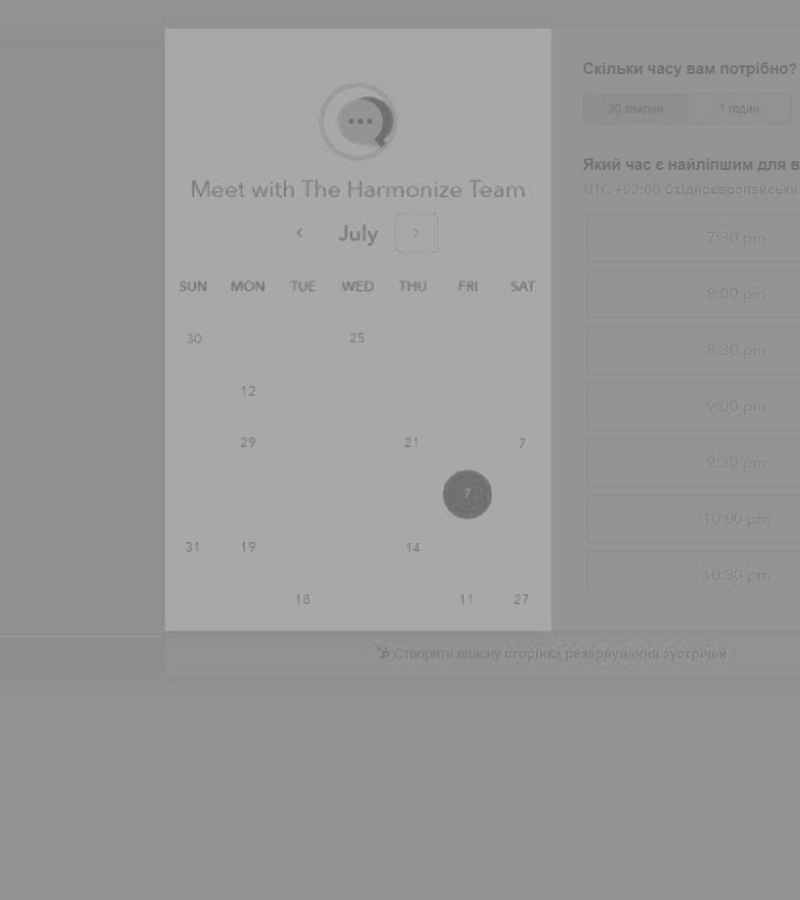 Meet with The Harmonize Team
July
SUN MON TUE WED THU FRI SAT
30 25
12
29 21 7
7
31 19 14
18 11 27
Скільки часу вам потрібно?
30 хвилин 1 годин
Який час є найліпшим для
UTC +03:00
7:30 pm
8:00 pm
8:30 pm
9:00 pm
9:30 pm
10:00 pm
10:30 pm
Створити власну сторінка резервування зустрічей